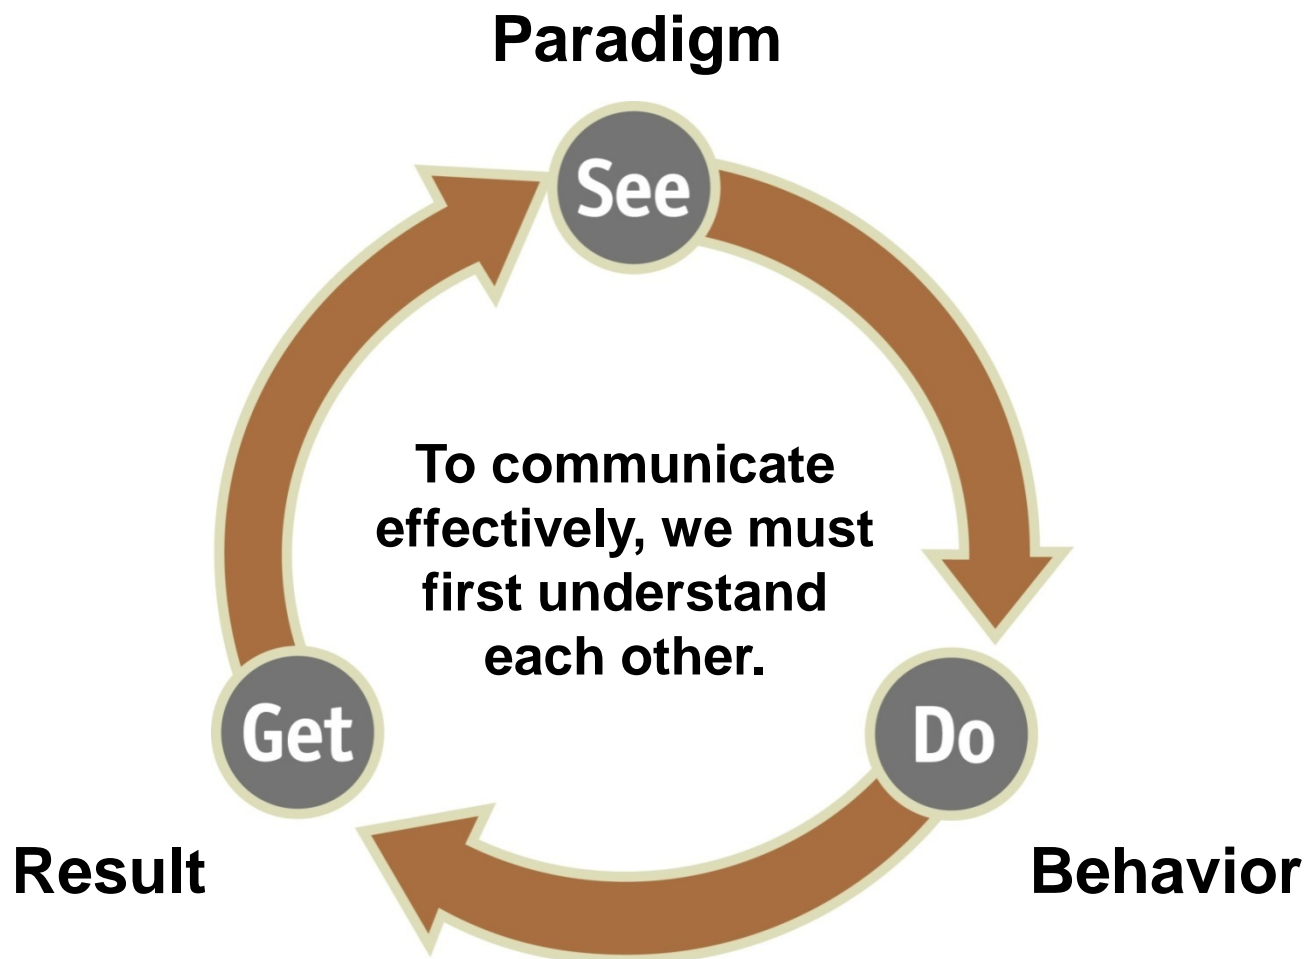 Paradigm
See
To communicate
effectively, we must
first understand
each other.
Get
Do
Result
Behavior